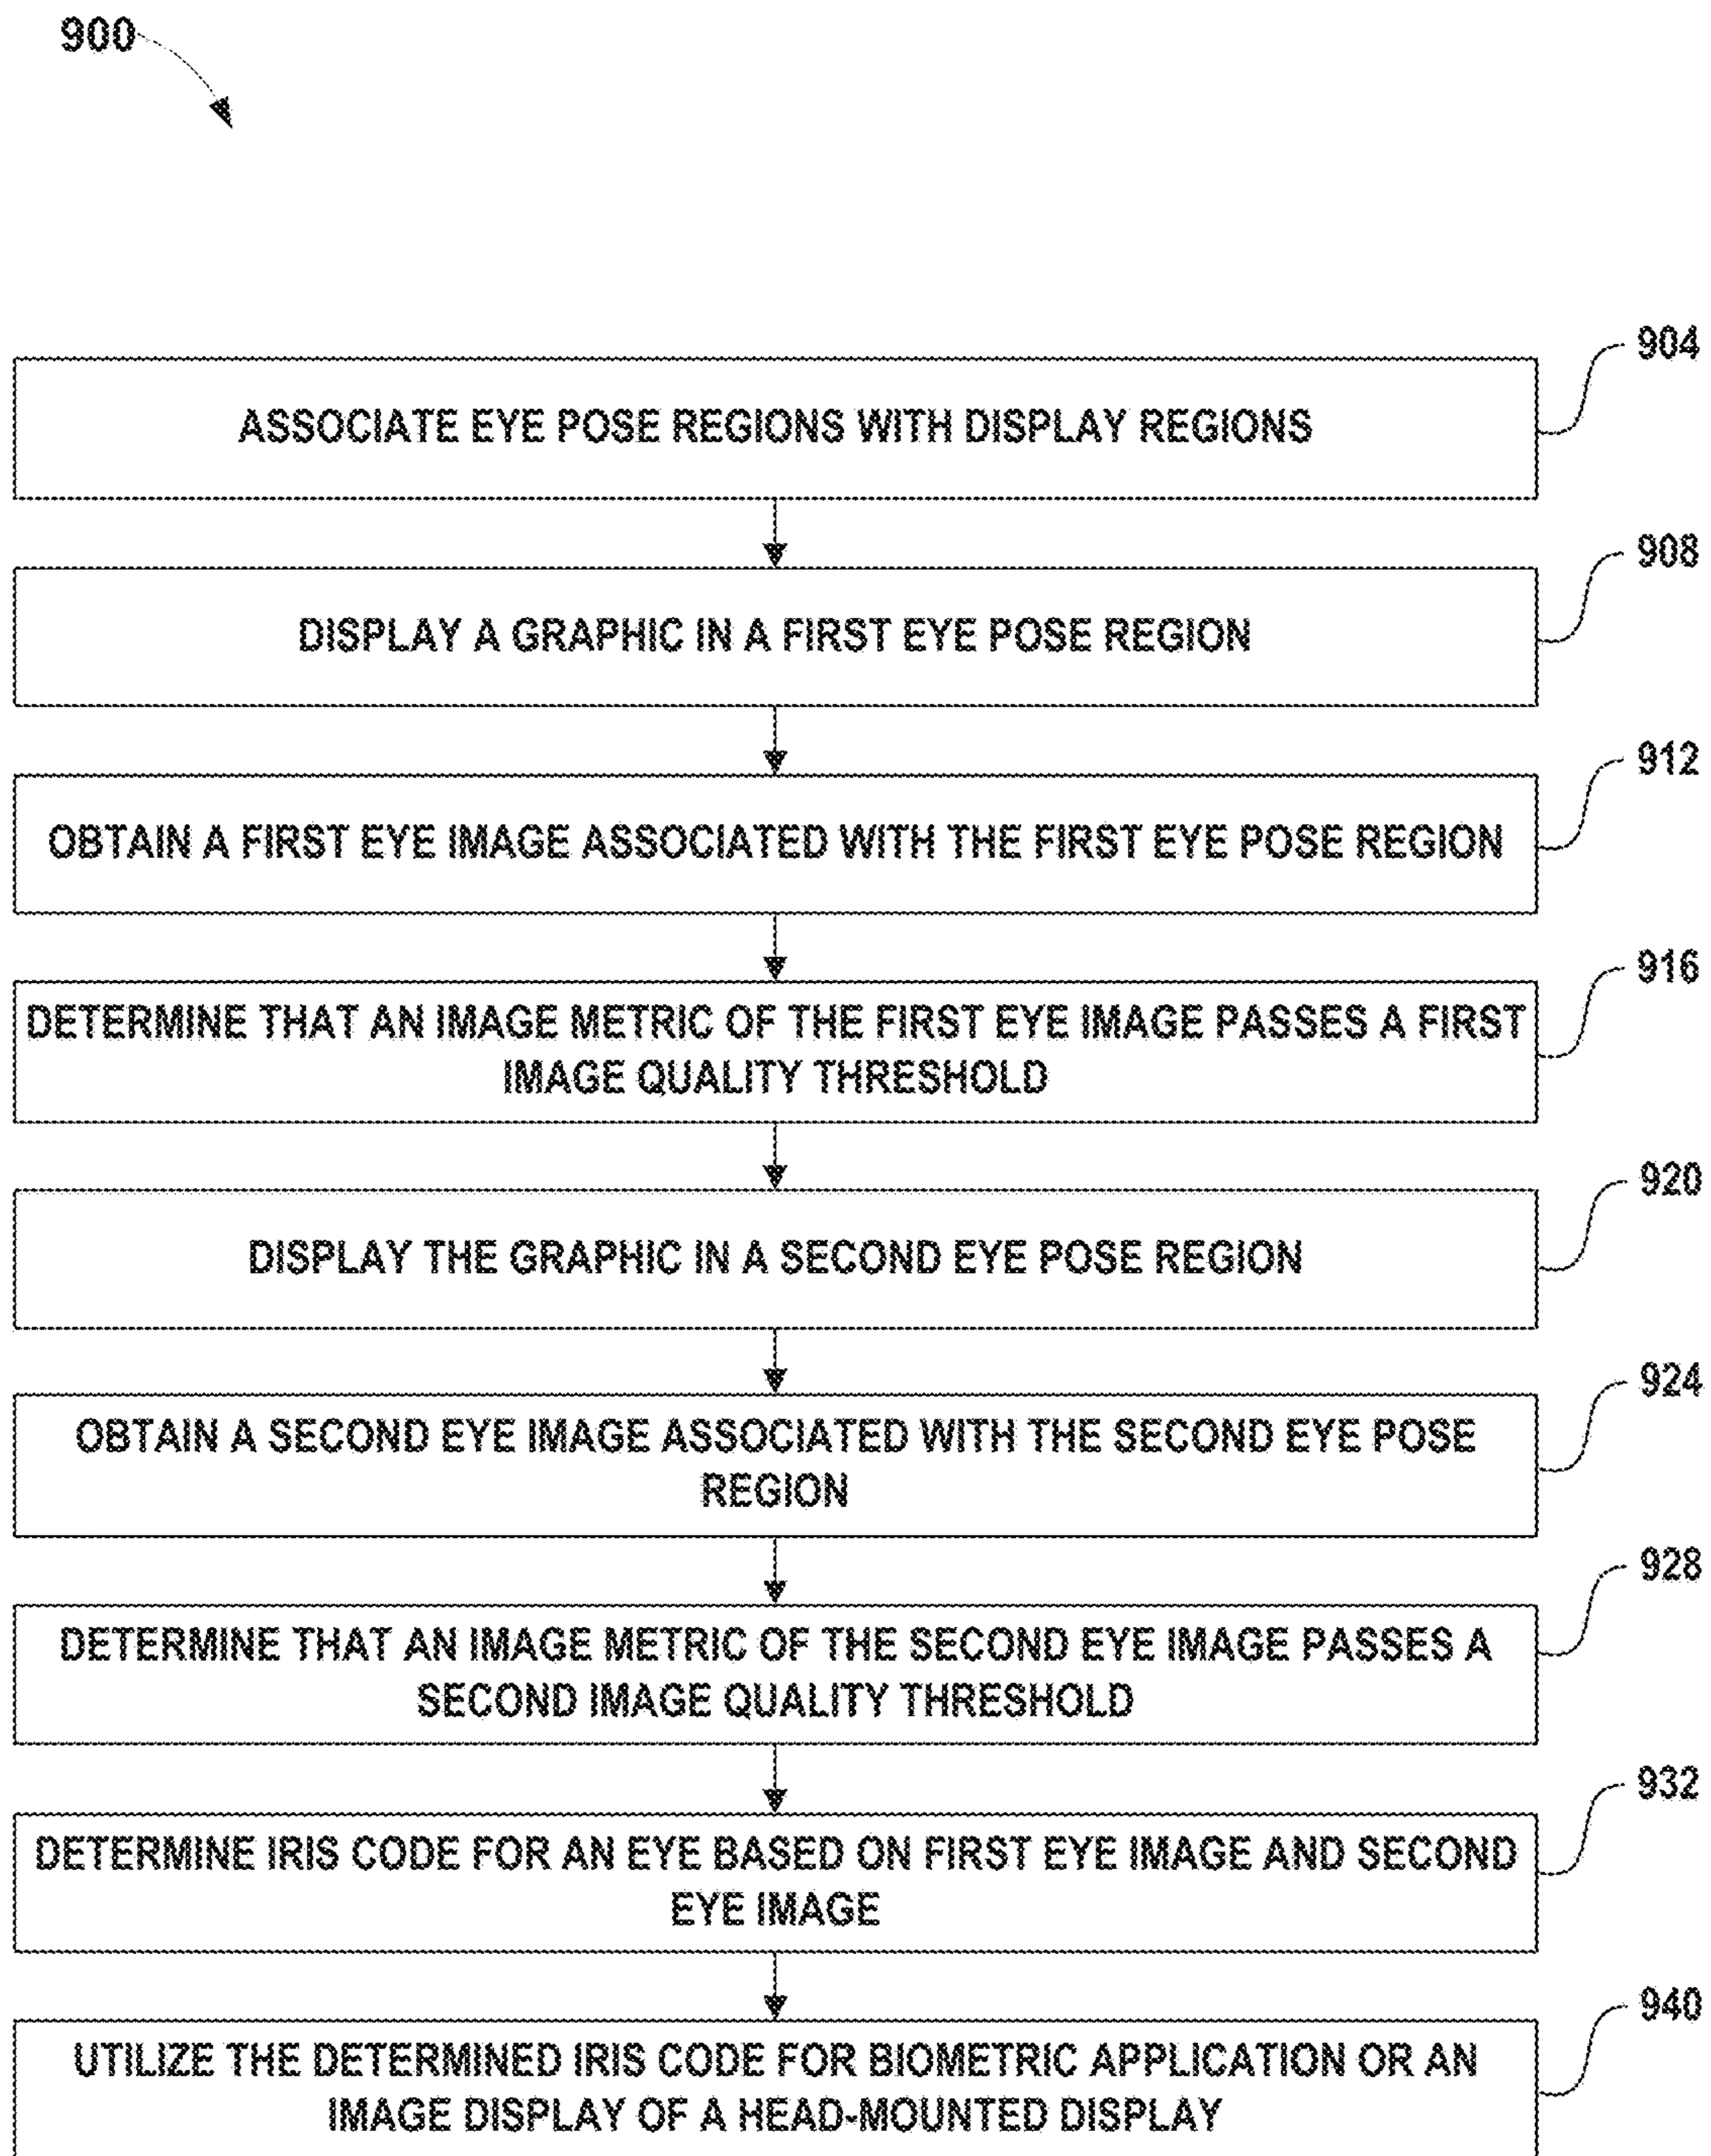 900
904
ASSOCIATE EYE POSE REGIONS WITH DISPLAY REGIONS
908
DISPLAY A GRAPHIC IN A FIRST EYE POSE REGION
912
OBTAIN A FIRST EYE IMAGE ASSOCIATED WITH THE FIRST EYE POSE REGION
916
DETERMINE THAT AN IMAGE METRIC OF THE FIRST EYE IMAGE PASSES A FIRST
IMAGE QUALITY THRESHOLD
920
DISPLAY THE GRAPHIC IN A SECOND EYE POSE REGION
924
OBTAIN A SECOND EYE IMAGE ASSOCIATED WITH THE SECOND EYE POSE
REGION
928
DETERMINE THAT AN IMAGE METRIC OF THE SECOND EYE IMAGE PASSES A
SECOND IMAGE QUALITY THRESHOLD
932
DETERMINE IRIS CODE FOR AN EYE BASED ON FIRST EYE IMAGE AND SECOND
EYE IMAGE
940
UTILIZE THE DETERMINED IRIS CODE FOR BIOMETRIC APPLICATION OR AN
IMAGE DISPLAY OF A HEAD-MOUNTED DISPLAY